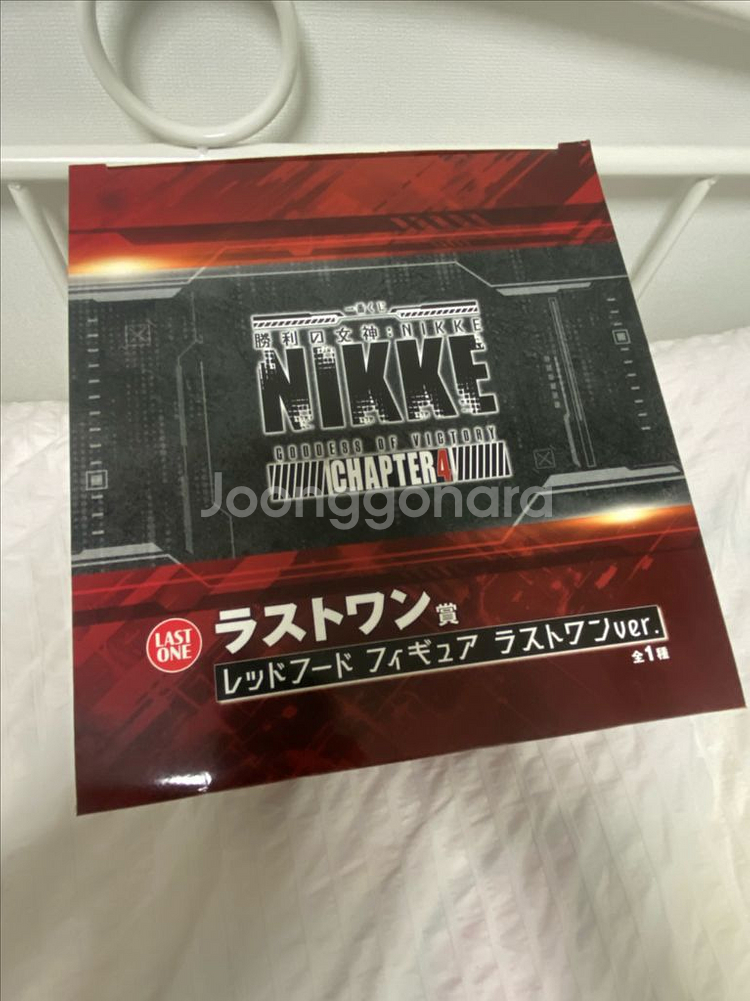 一番くじ
勝利の女神:NIKKE
NIKKE
GODDESS OF VICTORY
CHAPTER4
Joonggonara
LAST
ONE
ラストワン賞
レッドフード フィギュア ラストワンver.
全1種